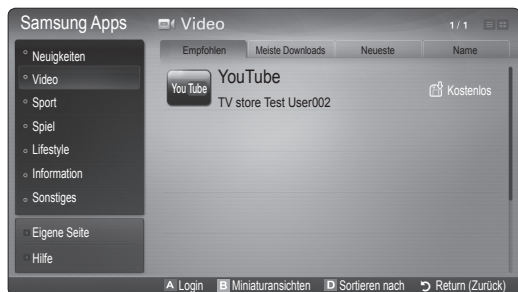 Samsung Apps
Video
1/1
Neuigkeiten
Video
Sport
Spiel
Lifestyle
Information
Sonstiges
Eigene Seite
Hilfe
Empfohlen Meiste Downloads Neueste Name
You Tube
YouTube
TV store Test User002
Kostenlos
A Login B Miniaturansichten D Sortieren nach Return (Zurück)